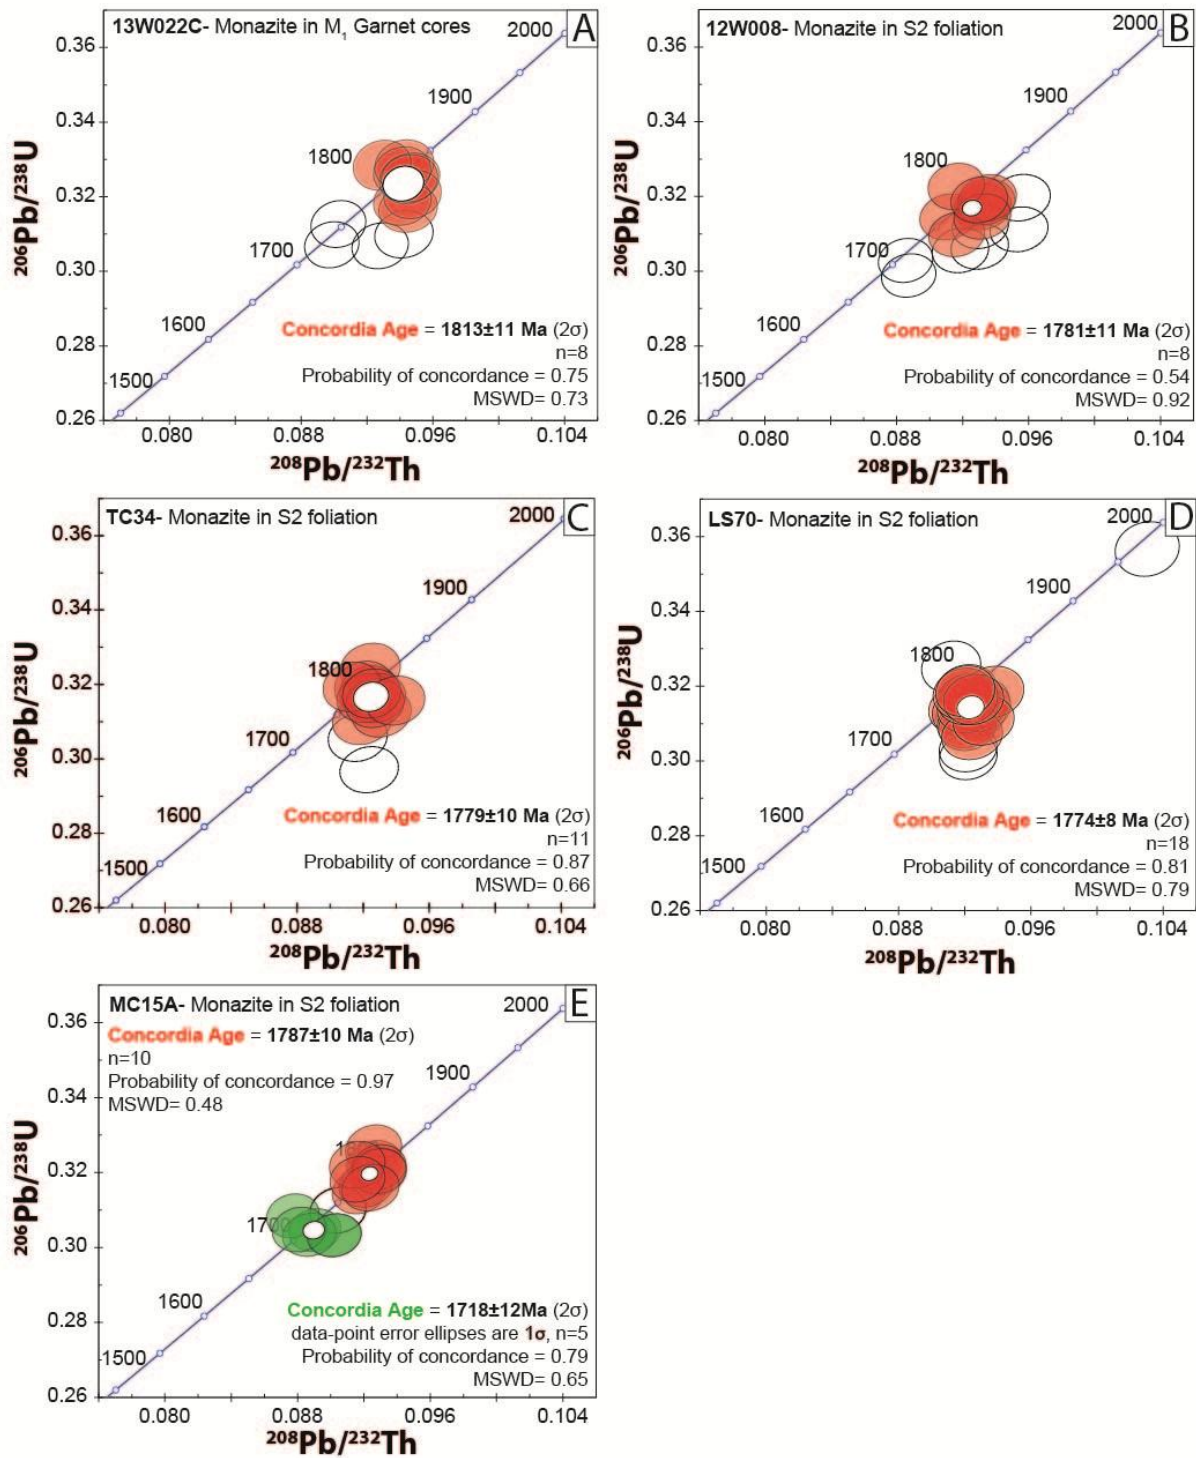 13W022C- Monazite in M1 Garnet cores
A
2000
1900
1800
1700
1600
1500
0.36
0.34
0.32
0.30
0.28
0.26
206Pb/238U
Concordia Age = 1813±11 Ma (2σ)
n=8
Probability of concordance = 0.75
MSWD= 0.73
0.080 0.088 0.096 0.104
208Pb/232Th
12W008- Monazite in S2 foliation
B
2000
1900
1800
1700
1600
1500
0.36
0.34
0.32
0.30
0.28
0.26
206Pb/238U
Concordia Age = 1781±11 Ma (2σ)
n=8
Probability of concordance = 0.54
MSWD= 0.92
0.080 0.088 0.096 0.104
208Pb/232Th
TC34- Monazite in S2 foliation
C
2000
1900
1800
1700
1600
1500
0.36
0.34
0.32
0.30
0.28
0.26
206Pb/238U
Concordia Age = 1779±10 Ma (2σ)
n=11
Probability of concordance = 0.87
MSWD= 0.66
0.080 0.088 0.096 0.104
208Pb/232Th
LS70- Monazite in S2 foliation
D
2000
1900
1800
1700
1600
1500
0.36
0.34
0.32
0.30
0.28
0.26
206Pb/238U
Concordia Age = 1774±8 Ma (2σ)
n=18
Probability of concordance = 0.81
MSWD= 0.79
0.080 0.088 0.096 0.104
208Pb/232Th
MC15A- Monazite in S2 foliation
E
2000
Concordia Age = 1787±10 Ma (2σ)
n=10
Probability of concordance = 0.97
MSWD= 0.48
1900
1700
1600
1500
0.36
0.34
0.32
0.30
0.28
0.26
206Pb/238U
Concordia Age = 1718±12Ma (2σ)
data-point error ellipses are 1σ, n=5
Probability of concordance = 0.79
MSWD= 0.65
0.080 0.088 0.096 0.104
208Pb/232Th